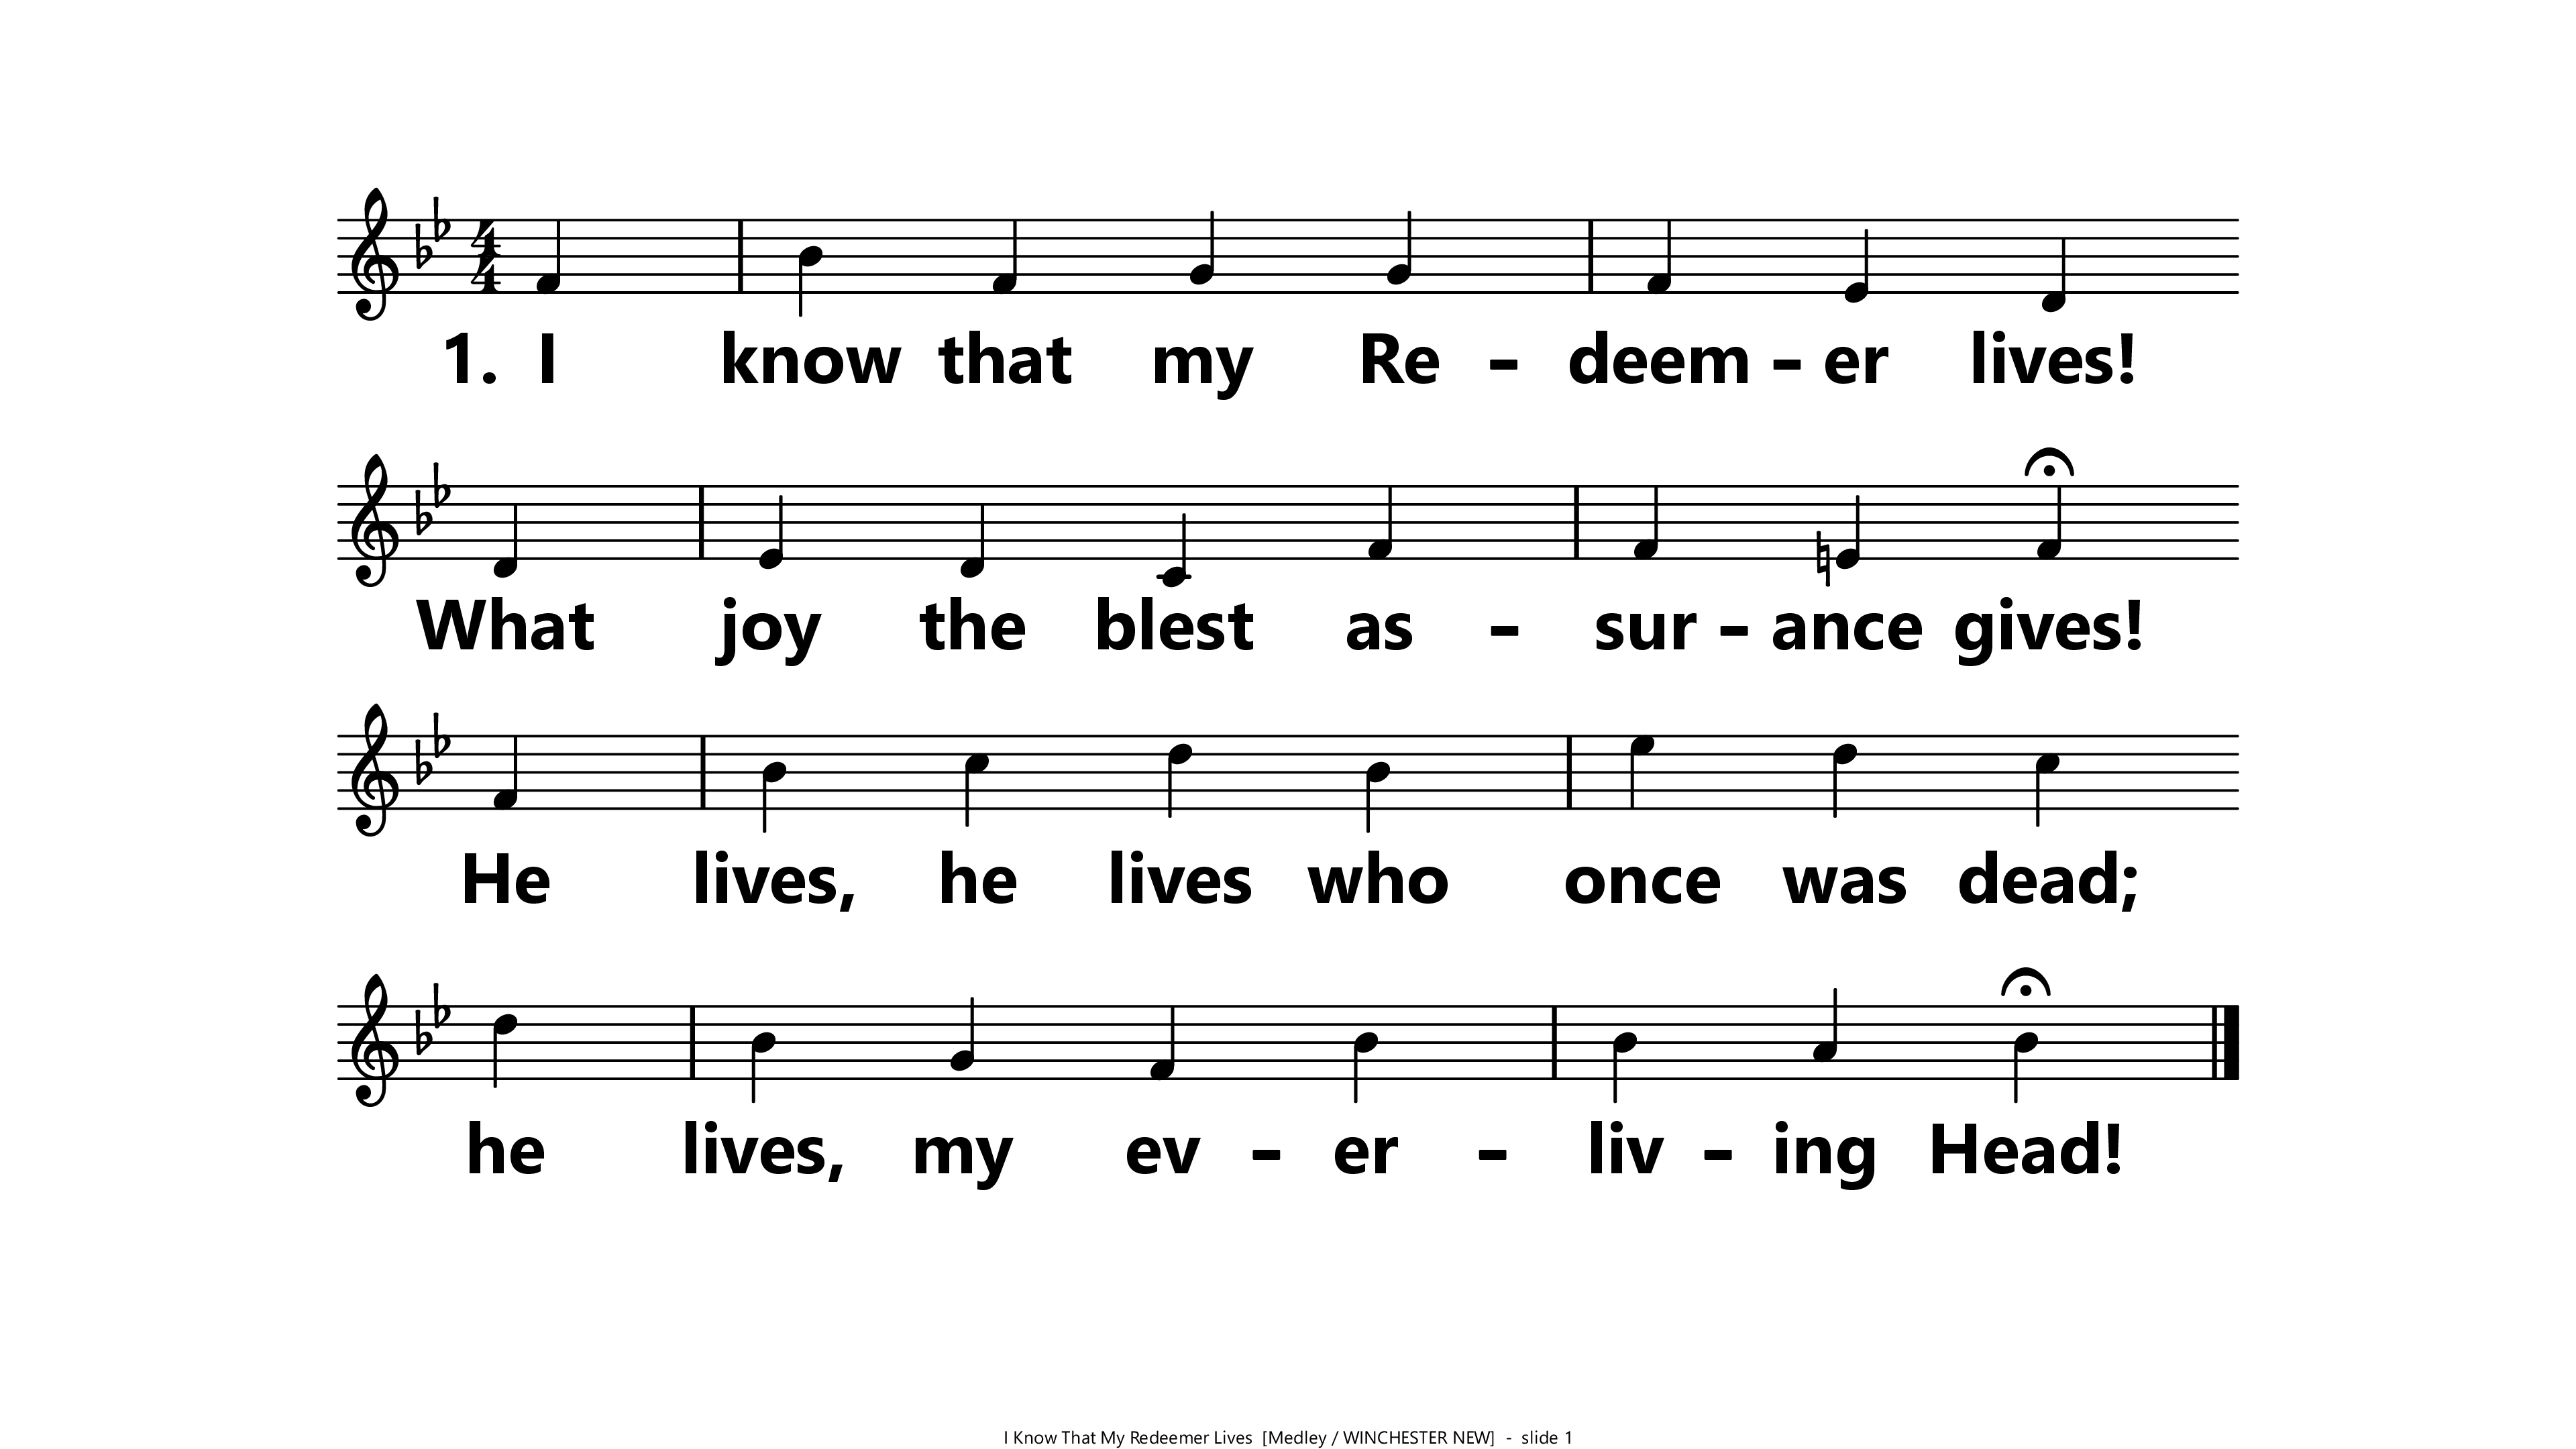 1. I know that my Re - deem - er lives!
What joy the blest as - sur - ance gives!
He lives, he lives who once was dead;
he lives, my ev - er - liv - ing Head!
I Know That My Redeemer Lives [Medley / WINCHESTER NEW] - slide 1